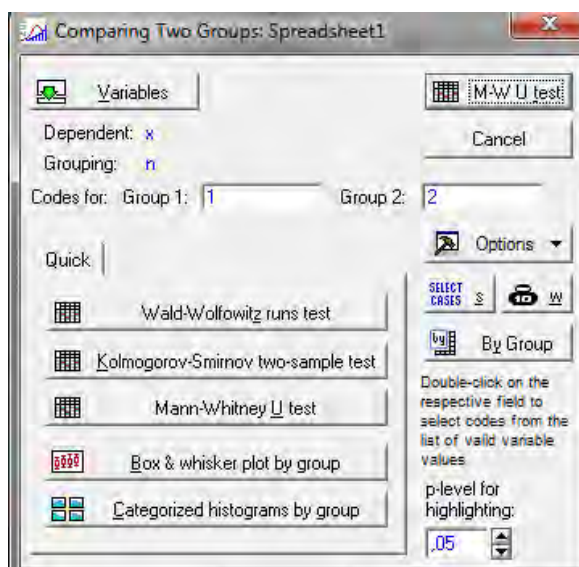 Comparing Two Groups: Spreadsheet1
Variables
M-W U test
Dependent: x
Cancel
Grouping: n
Codes for: Group 1: 1 Group 2: 2
Options
Quick
SELECT CASES S W
Wald-Wolfowitz runs test
By Group
Kolmogorov-Smirnov two-sample test
Mann-Whitney U test
Box & whisker plot by group
Categorized histograms by group
Double-click on the
respective field to
select codes from the
list of valid variable
values
p-level for
highlighting:
,05